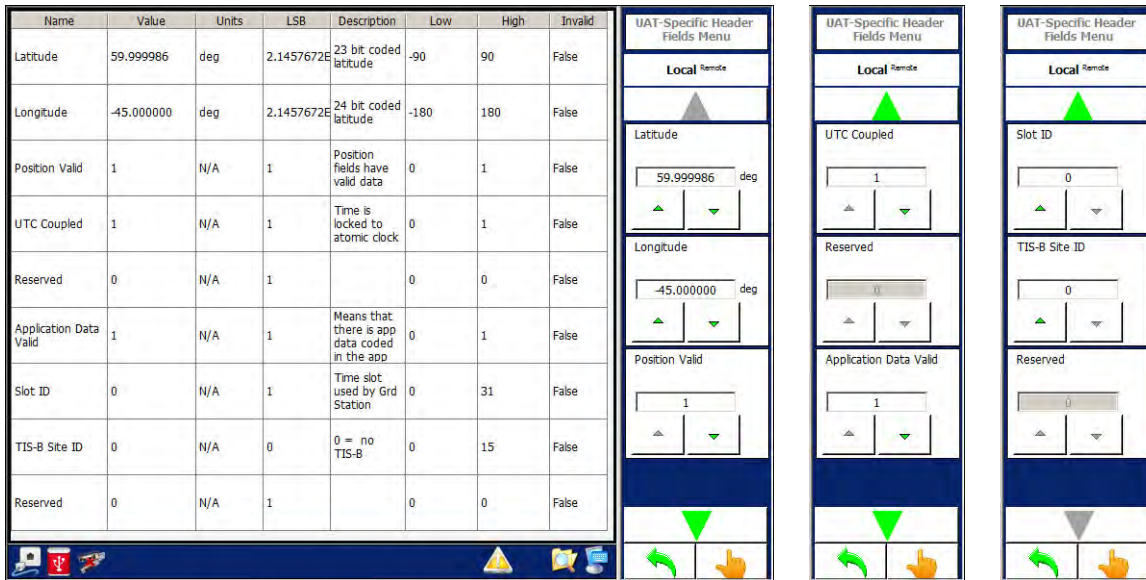 Name Value Units LSB Description Low High Invalid
Latitude 59.999986 deg 2.1457672E 23 bit coded latitude -90 90 False
Longitude -45.000000 deg 2.1457672E 24 bit coded latitude -180 180 False
Position Valid 1 N/A 1 Position fields have valid data 0 1 False
UTC Coupled 1 N/A 1 Time is locked to atomic clock 0 1 False
Reserved 0 N/A 1 0 0 False
Application Data Valid 1 N/A 1 Means that there is app data coded in the app 0 1 False
Slot ID 0 N/A 1 Time slot used by Grd Station 0 31 False
TIS-B Site ID 0 N/A 0 0 = no TIS-B 0 15 False
Reserved 0 N/A 1 0 0 False
UAT-Specific Header
Fields Menu
Local Remote
Latitude
59.999986 deg
Longitude
-45.000000 deg
Position Valid
1
UAT-Specific Header
Fields Menu
Local Remote
UTC Coupled
1
Reserved
0
Application Data Valid
1
UAT-Specific Header
Fields Menu
Local Remote
Slot ID
0
TIS-B Site ID
0
Reserved
0